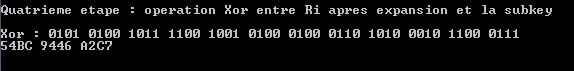 Quatrieme etape : operation Xor entre Ri apres expansion et la subkey
Xor : 0101 0100 1011 1100 1001 0100 0100 0110 1010 0010 1100 0111
54BC 9446 A2C7